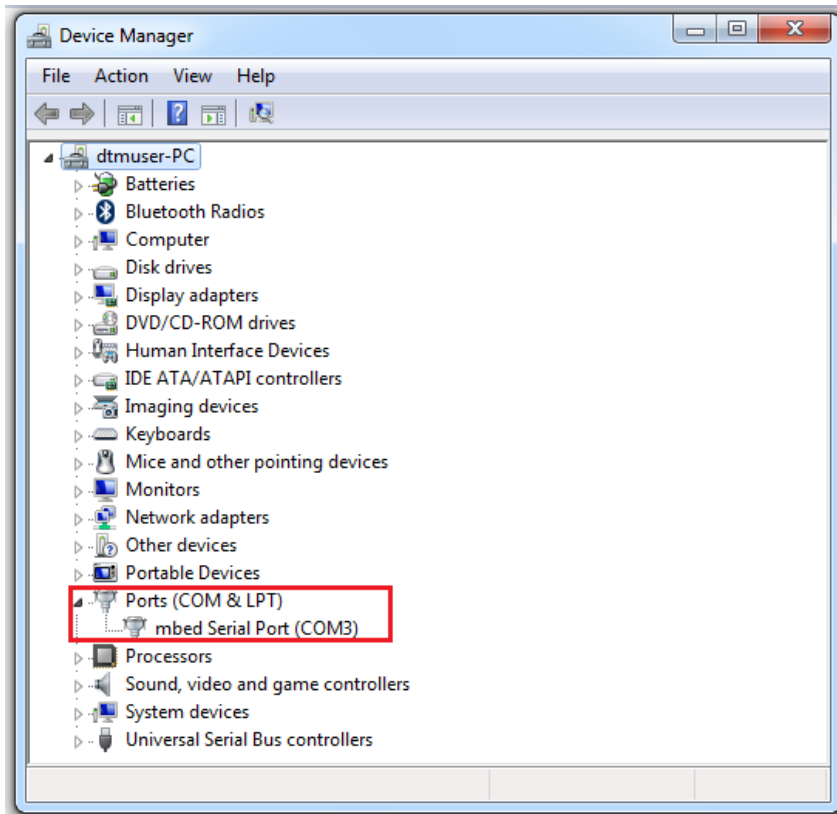 Device Manager
File Action View Help
dtmuser-PC
Batteries
Bluetooth Radios
Computer
Disk drives
Display adapters
DVD/CD-ROM drives
Human Interface Devices
IDE ATA/ATAPI controllers
Imaging devices
Keyboards
Mice and other pointing devices
Monitors
Network adapters
Other devices
Portable Devices
Ports (COM & LPT)
mbed Serial Port (COM3)
Processors
Sound, video and game controllers
System devices
Universal Serial Bus controllers